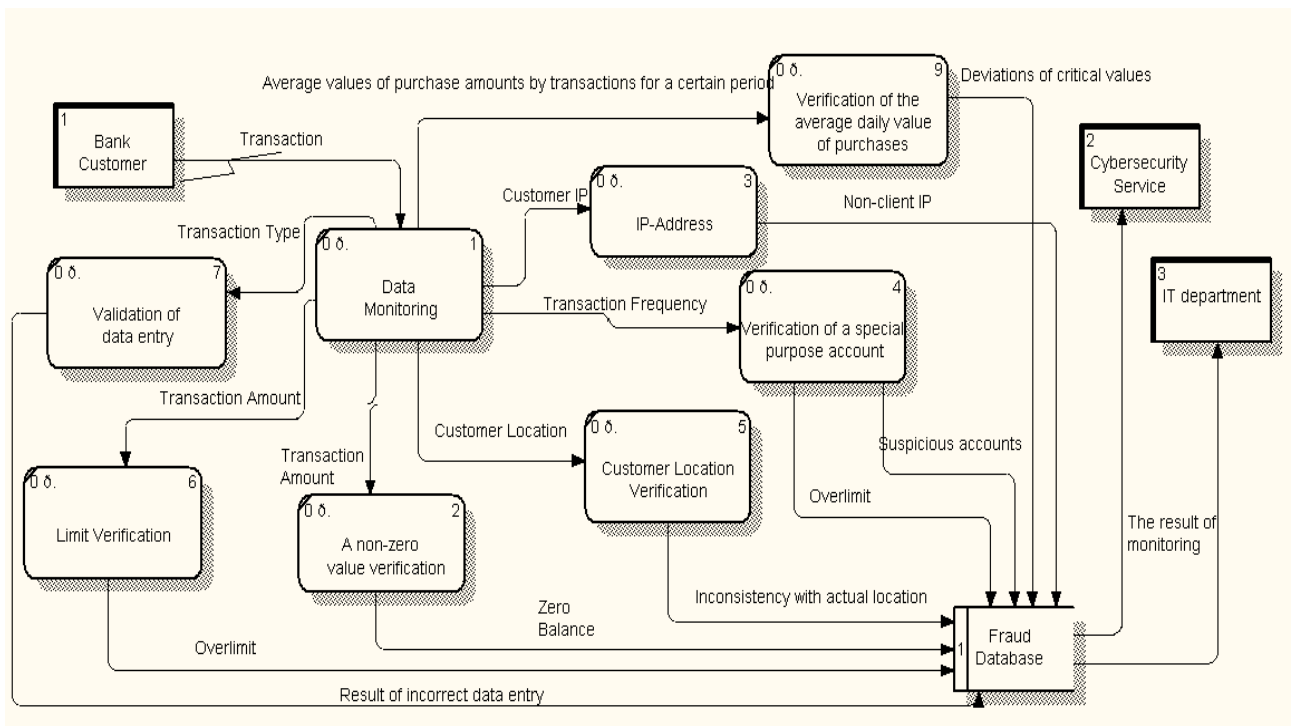 Average values of purchase amounts by transactions for a certain period
0 ð.
9
Verification of the
average daily value
of purchases
Deviations of critical values
1
Bank
Customer
Transaction
2
Cybersecurity
Service
0 ð.
3
IP-Address
Customer IP
Non-client IP
Transaction Type
0 ð.
1
Data
Monitoring
0 ð.
7
Validation of
data entry
Transaction Frequency
0 ð.
4
Verification of a special
purpose account
3
IT department
Transaction Amount
Customer Location
0 ð.
5
Customer Location
Verification
Suspicious accounts
Transaction
Amount
0 ð.
6
Limit Verification
0 ð.
2
A non-zero
value verification
Overlimit
The result of
monitoring
Inconsistency with actual location
Zero
Balance
1
Fraud
Database
Overlimit
Result of incorrect data entry